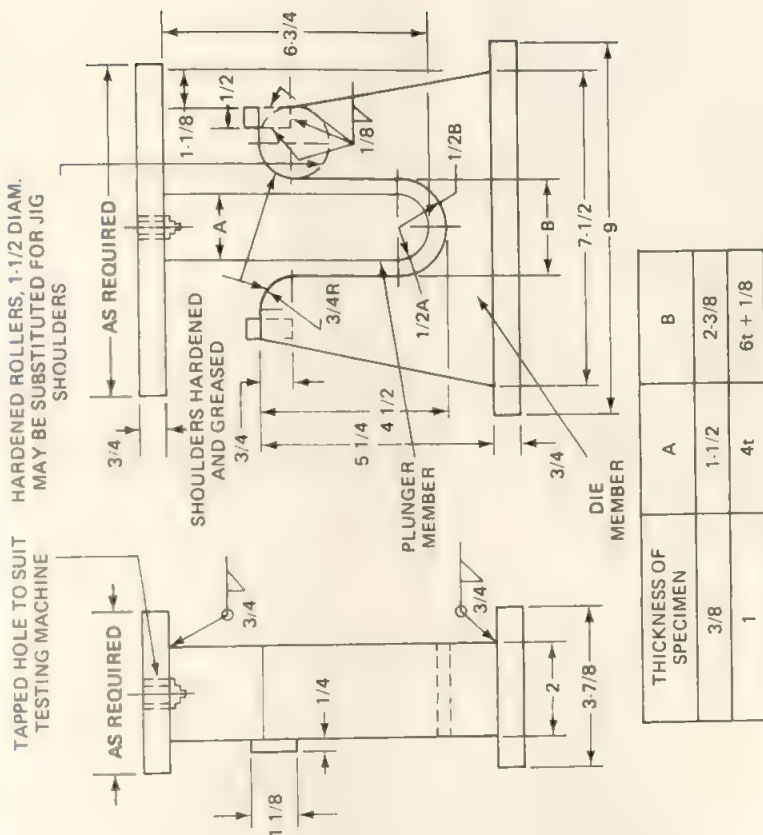 TAPPED HOLE TO SUIT
TESTING MACHINE
HARDENED ROLLERS, 1-1/2 DIAM.
MAY BE SUBSTITUTED FOR JIG
SHOULDERS
AS REQUIRED
AS REQUIRED
3/4
6-3/4
1-1/8
1/2
A
SHOULDERS HARDENED
AND GREASED
3/4
3/4R
1/8
1/2B
1/2A
B
5 1/4
4 1/2
PLUNGER
MEMBER
DIE
MEMBER
3/4
7-1/2
9
3/4
3/4
1/4
1 1/8
2
3-7/8
THICKNESS OF
SPECIMEN
A
B
3/8
1-1/2
2-3/8
1
4t
6t + 1/8